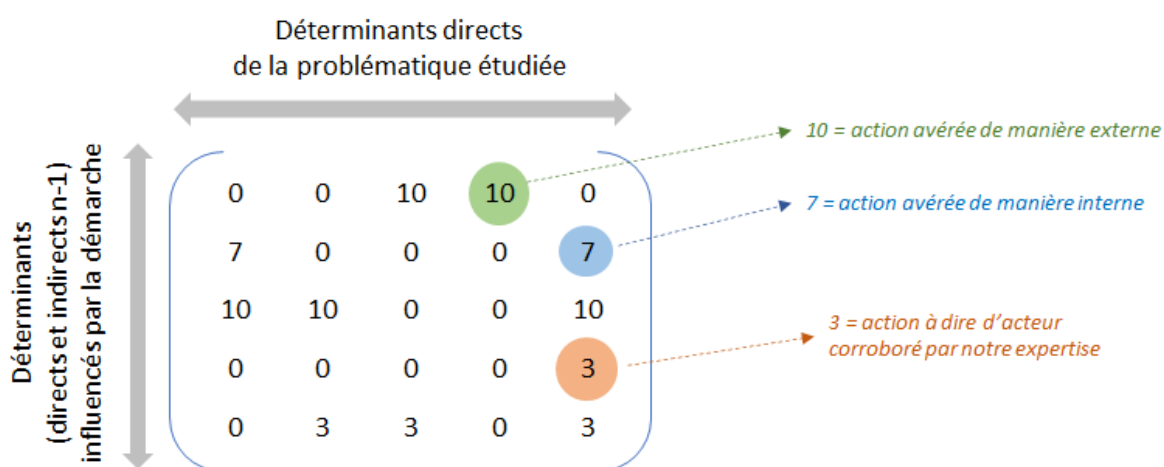 Déterminants directs
de la problématique étudiée
Déterminants
(directs et indirectsn-1)
influencés par la démarche
0 0 10 10 0
7 0 0 0 7
10 10 0 0 10
0 0 0 0 3
0 3 3 0 3
10 = action avérée de manière externe
7 = action avérée de manière interne
3 = action à dire d'acteur
corroboré par notre expertise